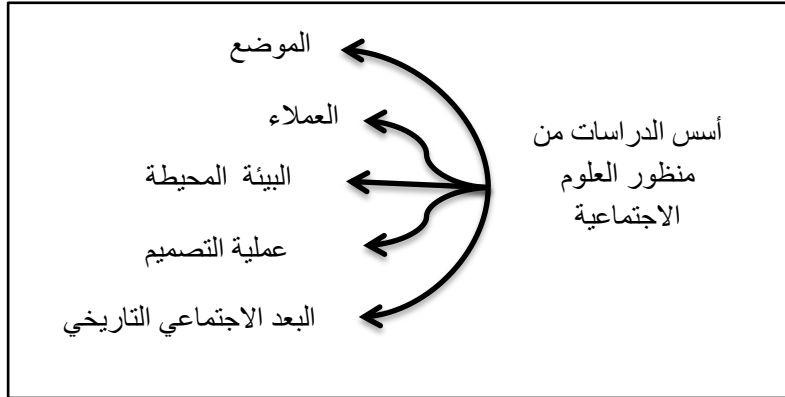 أسس الدراسات من
منظور العلوم
الاجتماعية
الموضع
العملاء
البيئة المحيطة
عملية التصميم
البعد الاجتماعي التاريخي